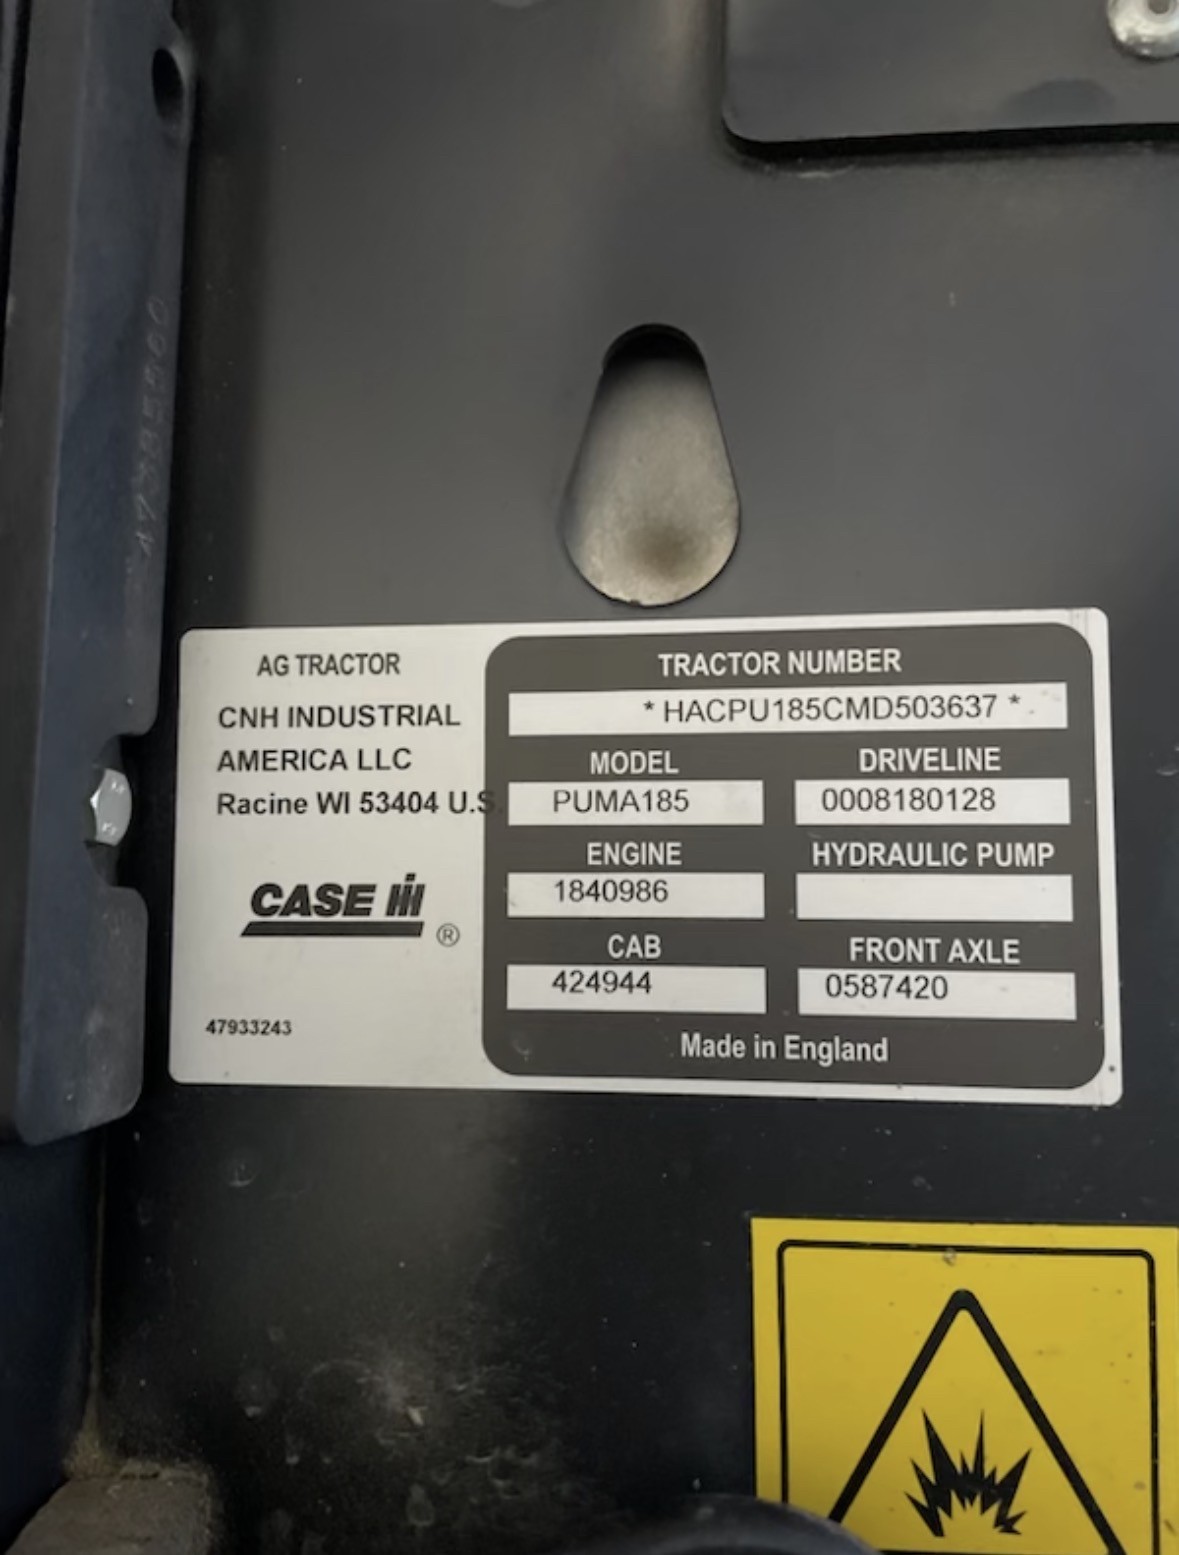 AG TRACTOR
CNH INDUSTRIAL
AMERICA LLC
Racine WI 53404 U.S.
CASE IH
®
47933243
TRACTOR NUMBER
* HACPU185CMD503637 *
MODEL DRIVELINE
PUMA185 0008180128
ENGINE HYDRAULIC PUMP
1840986
CAB FRONT AXLE
424944 0587420
Made in England